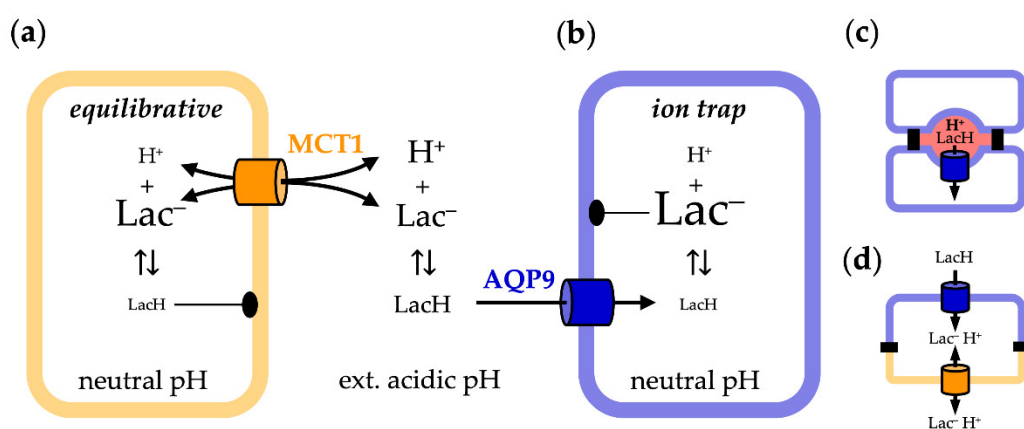 (a)
equilibrative
H⁺
+
Lac⁻
⇅
LacH
neutral pH
MCT1
H⁺
+
Lac⁻
⇅
LacH
ext. acidic pH
AQP9
(b)
ion trap
H⁺
+
Lac⁻
⇅
LacH
neutral pH
(c)
H⁺
LacH
(d)
LacH
Lac⁻ H⁺
Lac⁻ H⁺